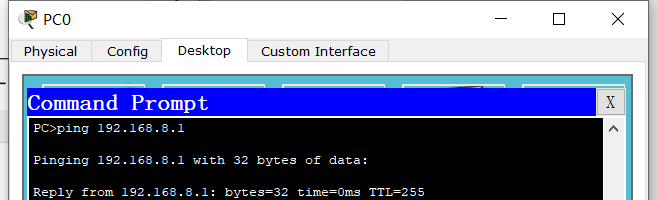 PC0
Physical Config Desktop Custom Interface
Command Prompt X
PC>ping 192.168.8.1
Pinging 192.168.8.1 with 32 bytes of data:
Reply from 192.168.8.1: bytes=32 time=0ms TTL=255